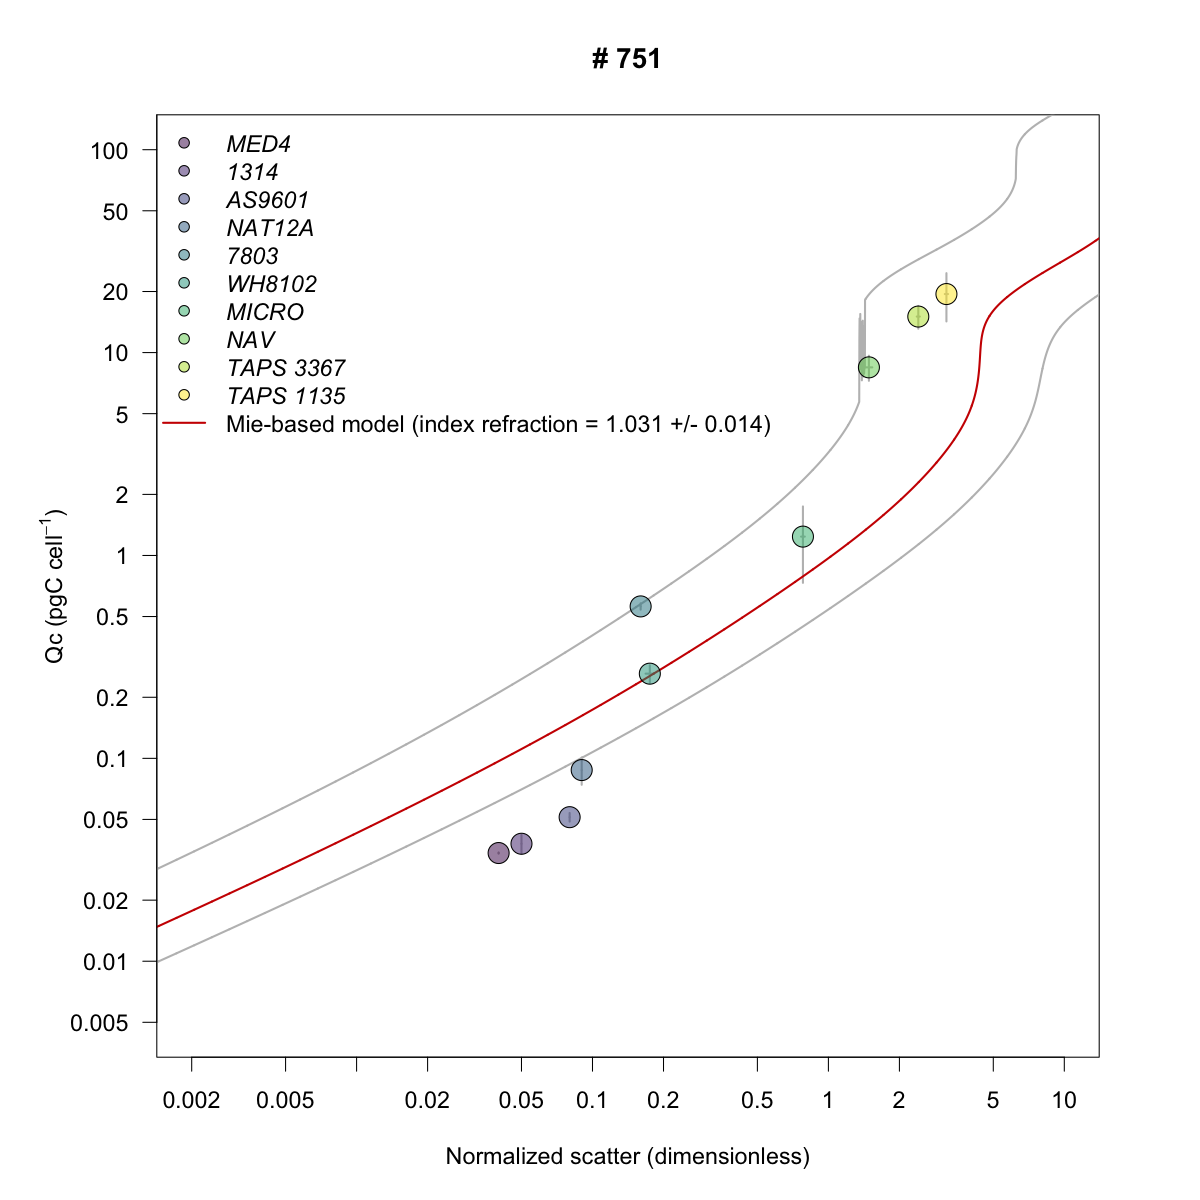 # 751
MED4
1314
AS9601
NAT12A
7803
WH8102
MICRO
NAV
TAPS 3367
TAPS 1135
Mie-based model (index refraction = 1.031 +/- 0.014)
100
50
20
10
5
2
1
0.5
0.2
0.1
0.05
0.02
0.01
0.005
Qc (pgC cell⁻¹)
0.002 0.005 0.02 0.05 0.1 0.2 0.5 1 2 5 10
Normalized scatter (dimensionless)